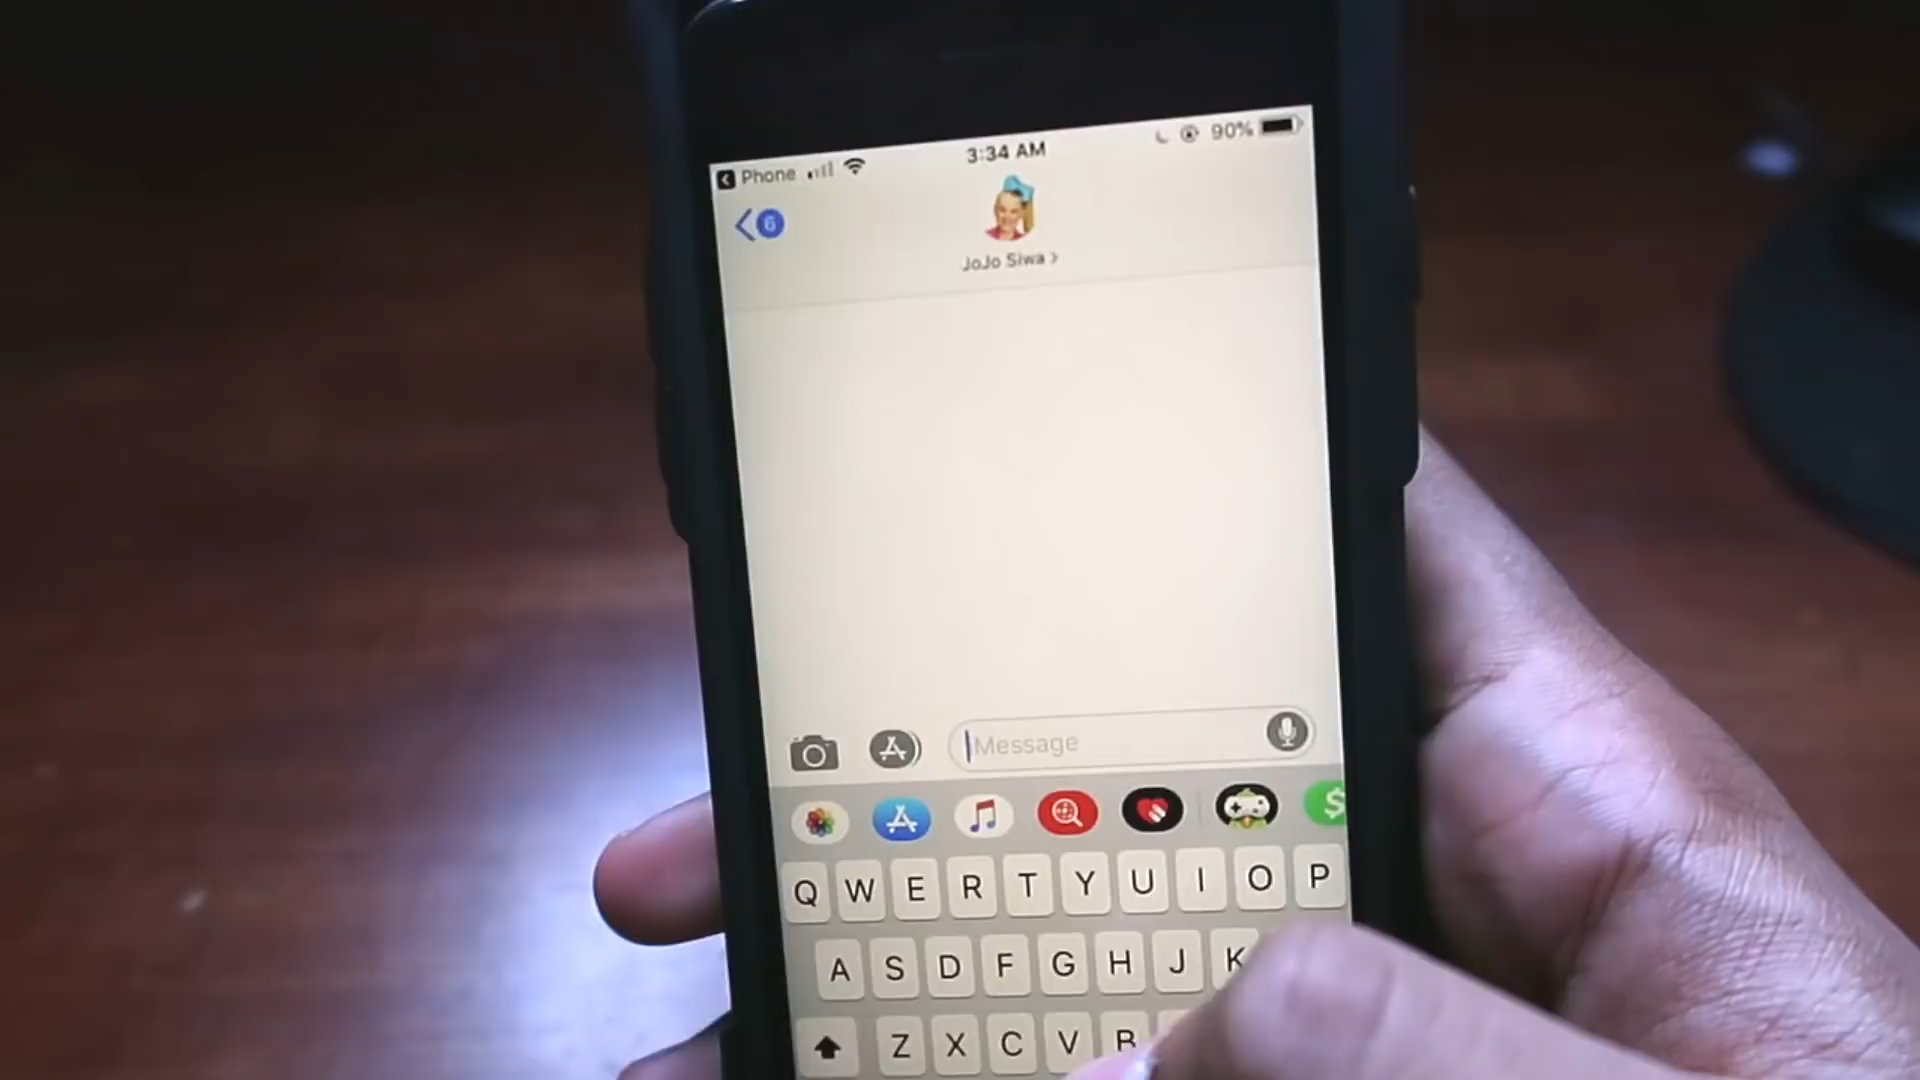 Phone 3:34 AM 90%
6
JoJo Siwa >
Message
$
Q W E R T Y U I O P
A S D F G H J K
Z X C V B